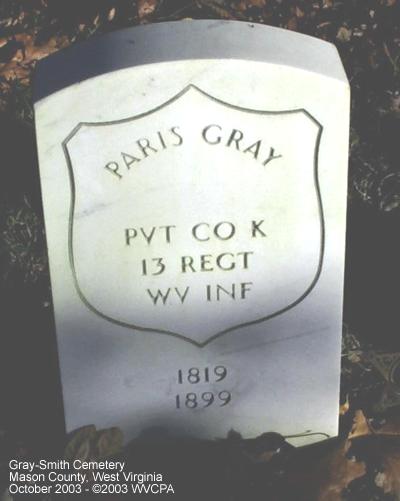 PARIS GRAY
PVT CO K
13 REGT
WV INF
1819
1899
Gray-Smith Cemetery
Mason County, West Virginia
October 2003 - ©2003 WVCPA